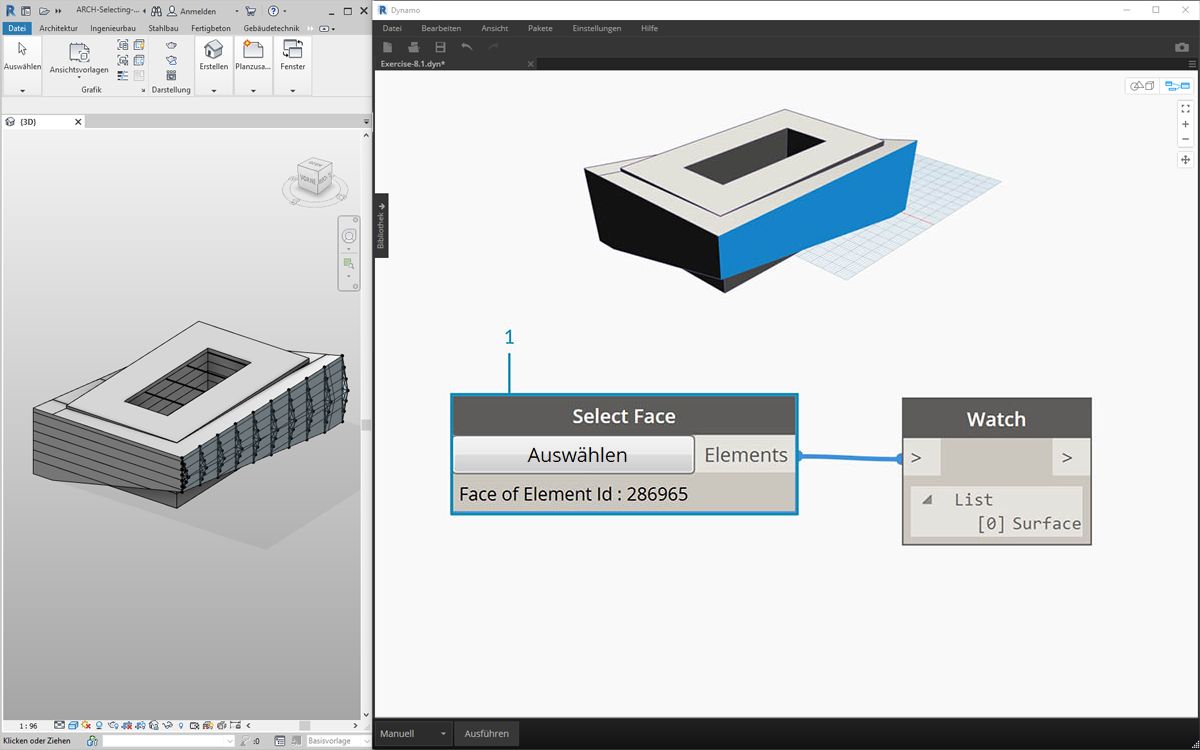 ARCH-Selecting-...
Anmelden
Datei
Architektur
Ingenieurbau
Stahlbau
Fertigbeton
Gebäudetechnik
Auswählen
Ansichtsvorlagen
Erstellen
Planzusa...
Fenster
Grafik
Darstellung
{3D}
1 : 96
Klicken oder Ziehen
:0
Basisvorlage
Dynamo
Datei
Bearbeiten
Ansicht
Pakete
Einstellungen
Hilfe
Exercise-8.1.dyn*
Bibliothek
1
Select Face
Auswählen
Elements
Face of Element Id : 286965
Watch
>
>
List
[0] Surface
Manuell
Ausführen